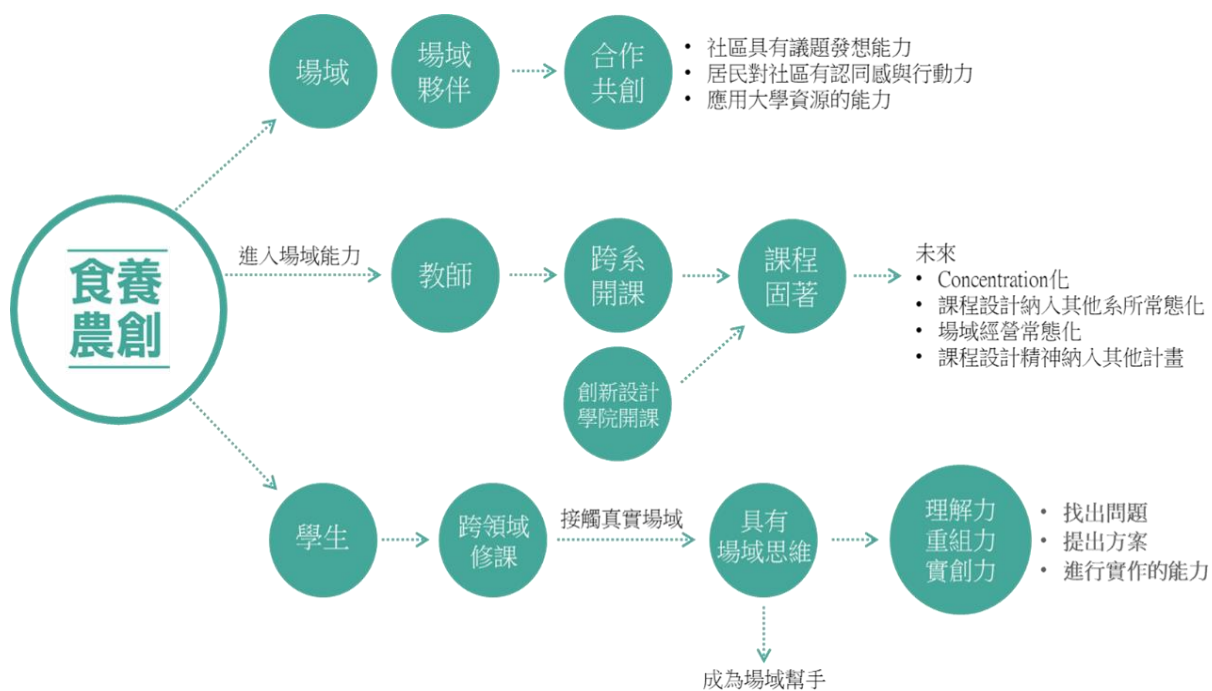 食養
農創
場域
場域
夥伴
合作
共創
• 社區具有議題發想能力
• 居民對社區有認同感與行動力
• 應用大學資源的能力
進入場域能力
教師
跨系
開課
創新設計
學院開課
課程
固著
未來
• Concentration化
• 課程設計納入其他系所常態化
• 場域經營常態化
• 課程設計精神納入其他計畫
學生
跨領域
修課
接觸真實場域
具有
場域思維
成為場域幫手
理解力
重組力
實創力
• 找出問題
• 提出方案
• 進行實作的能力